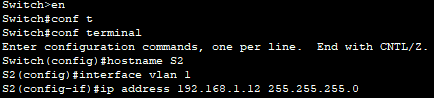 Switch>en
Switch#conf t
Switch#conf terminal
Enter configuration commands, one per line.  End with CNTL/Z.
Switch(config)#hostname S2
S2(config)#interface vlan 1
S2(config-if)#ip address 192.168.1.12 255.255.255.0